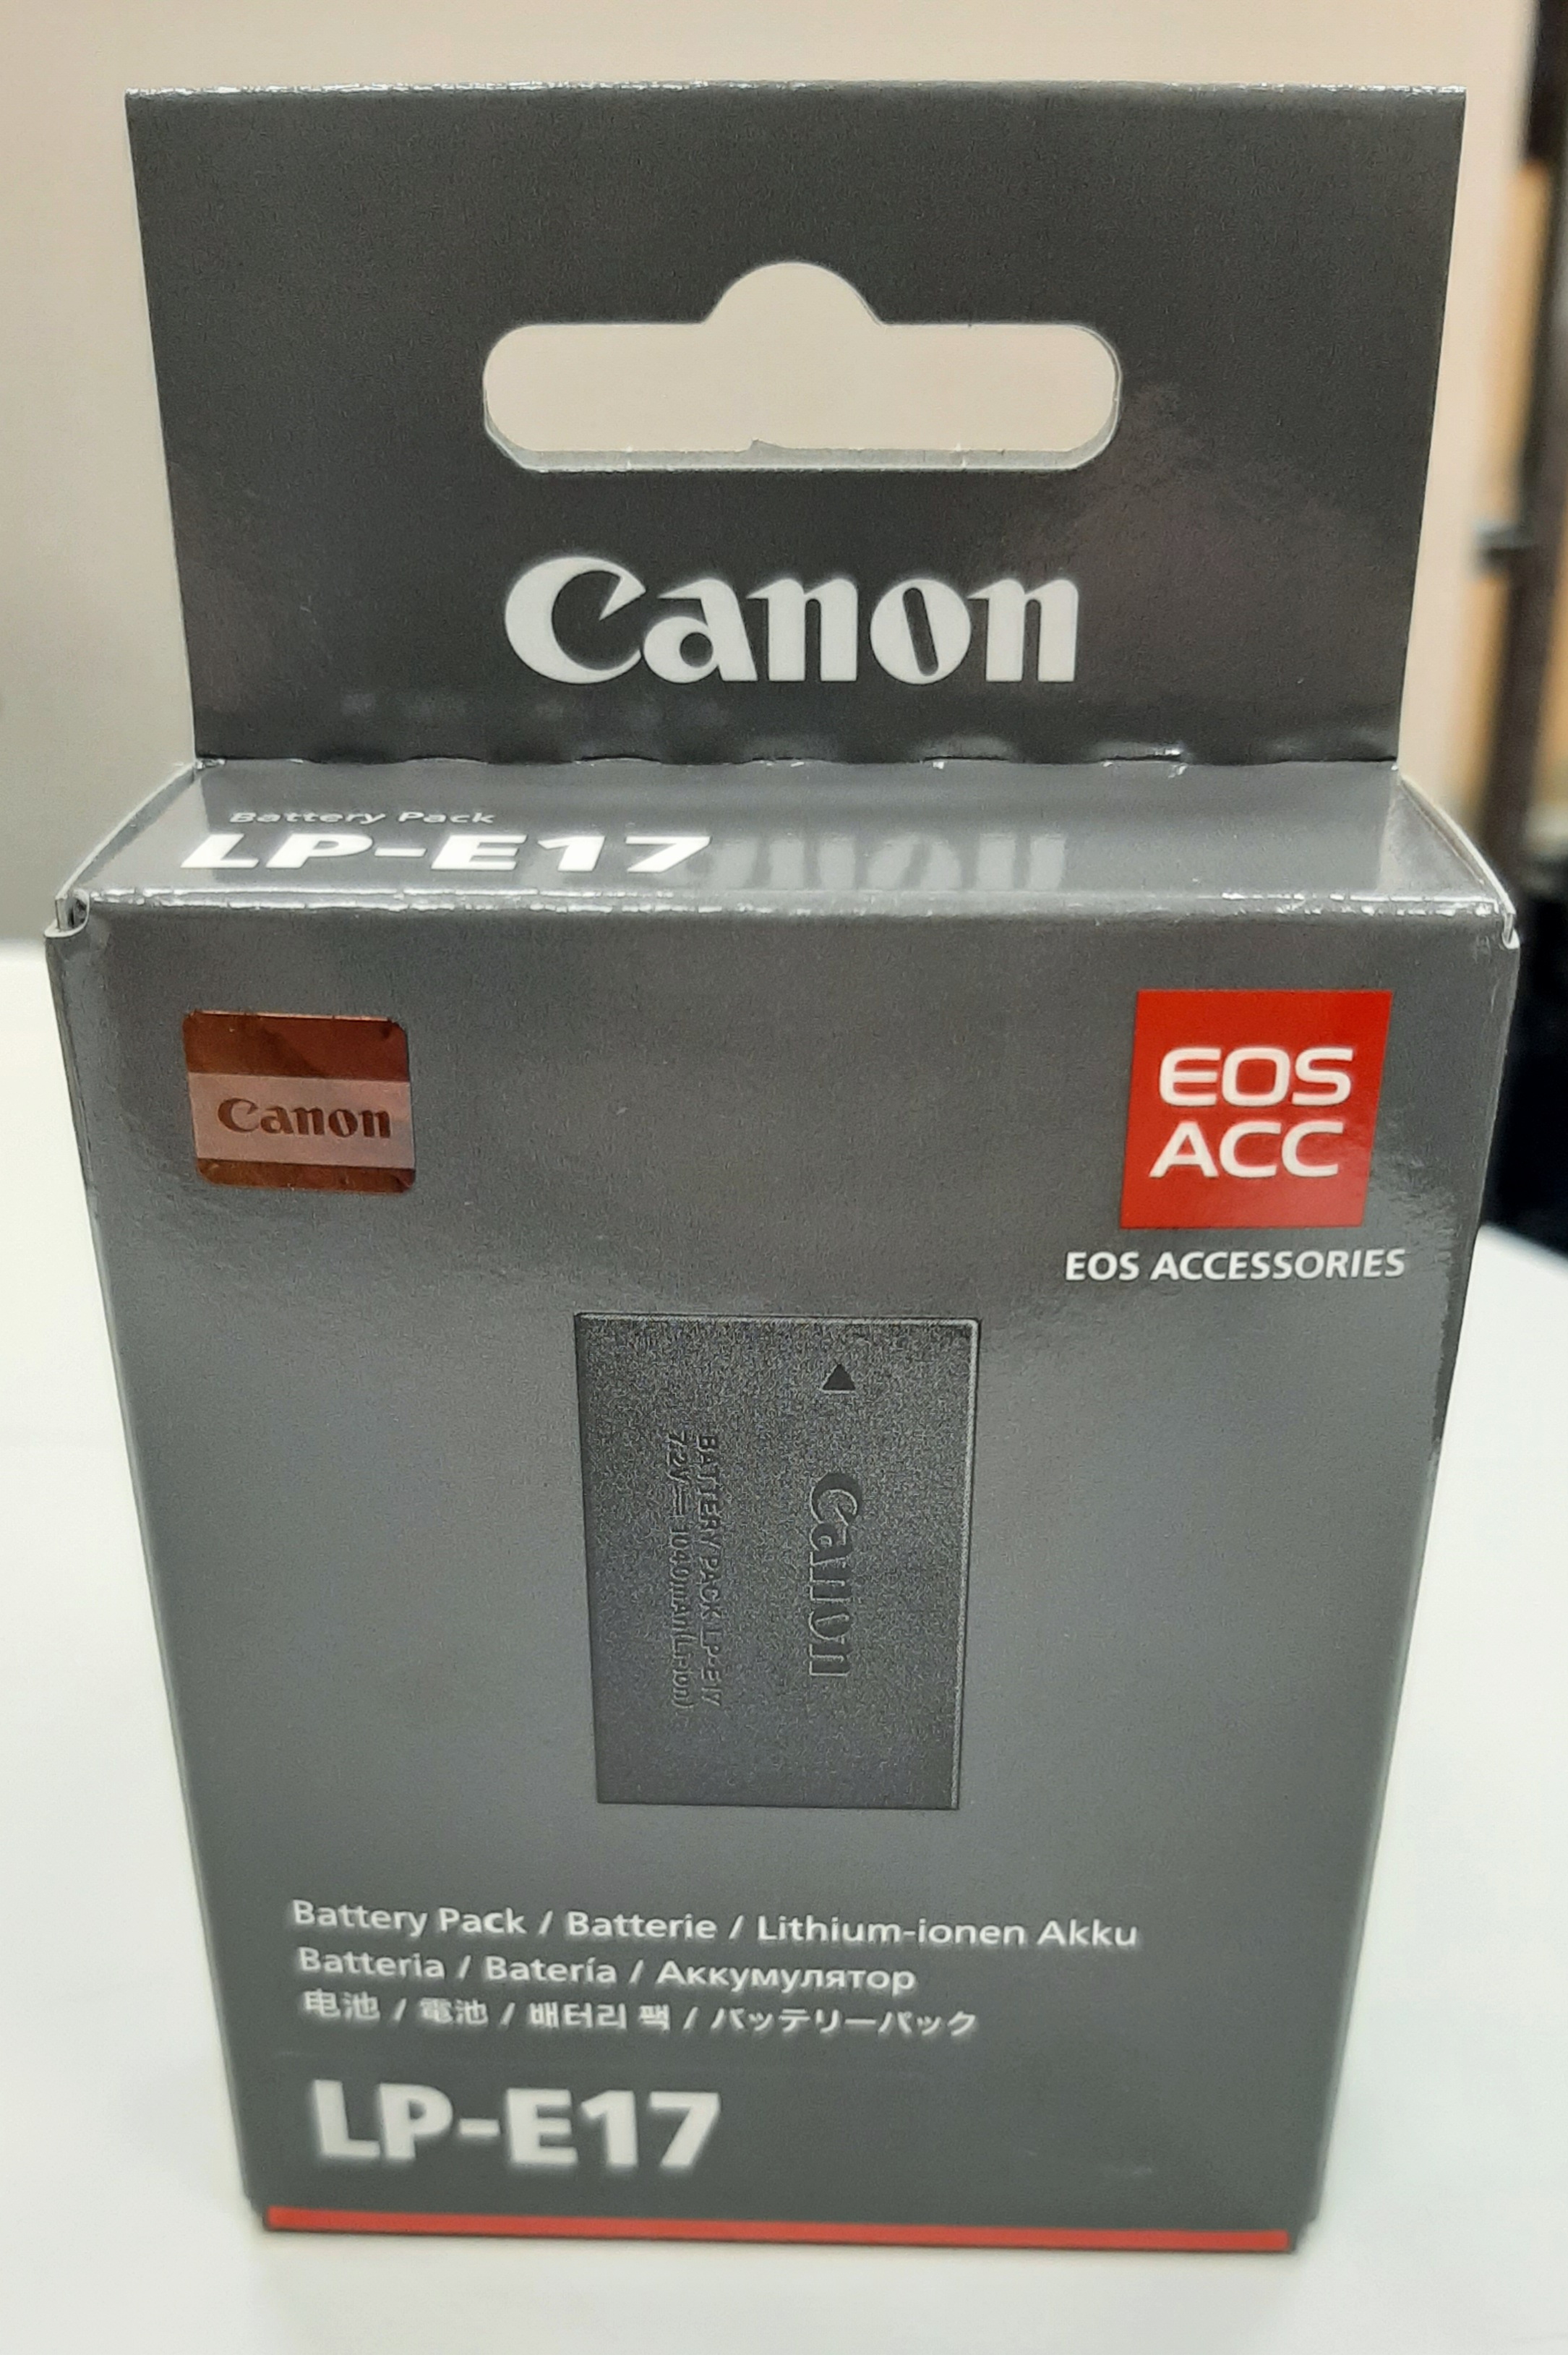 Canon
Battery Pack
LP-E17
Canon
EOS
ACC
EOS ACCESSORIES
Canon
BATTERY PACK LP-E17
7.2V⎓1040mAh(Li-ion)
Battery Pack / Batterie / Lithium-ionen Akku
Batteria / Batería / Аккумулятор
电池 / 電池 / 배터리 팩 / バッテリーパック
LP-E17